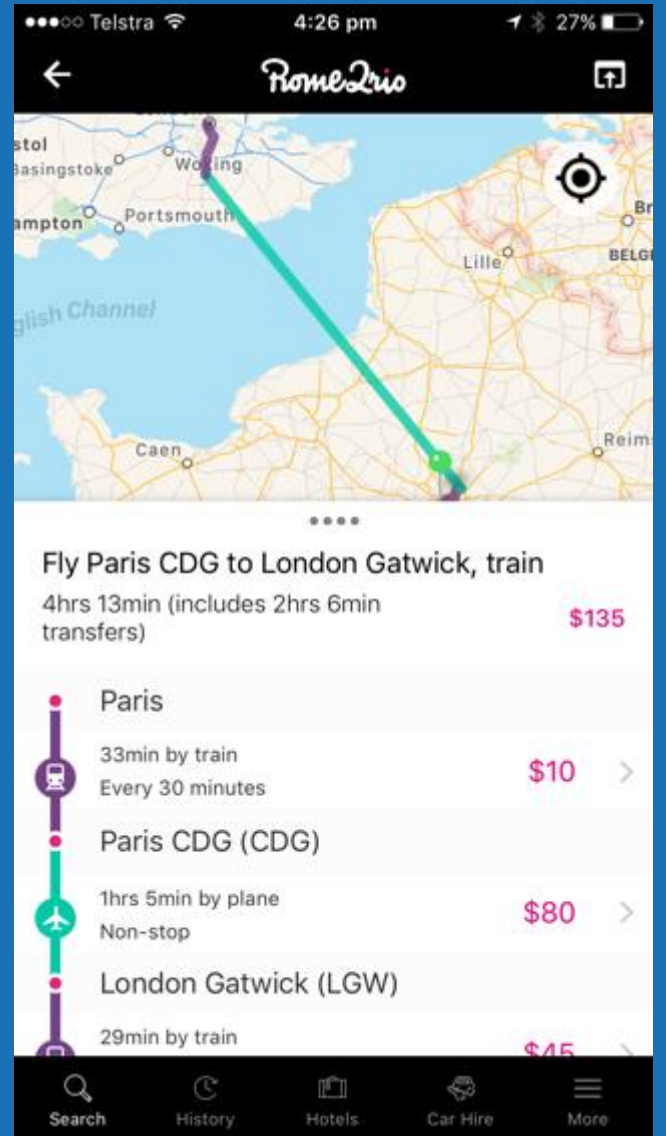 Telstra 4:26 pm 27%
Rome2rio
stol
Basingstoke
Woking
ampton Portsmouth
Br
Lille
BELGI
glish Channel
Caen
Reims
Fly Paris CDG to London Gatwick, train
4hrs 13min (includes 2hrs 6min
transfers)
$135
Paris
33min by train
Every 30 minutes
$10
Paris CDG (CDG)
1hrs 5min by plane
Non-stop
$80
London Gatwick (LGW)
29min by train
$45
Search History Hotels Car Hire More